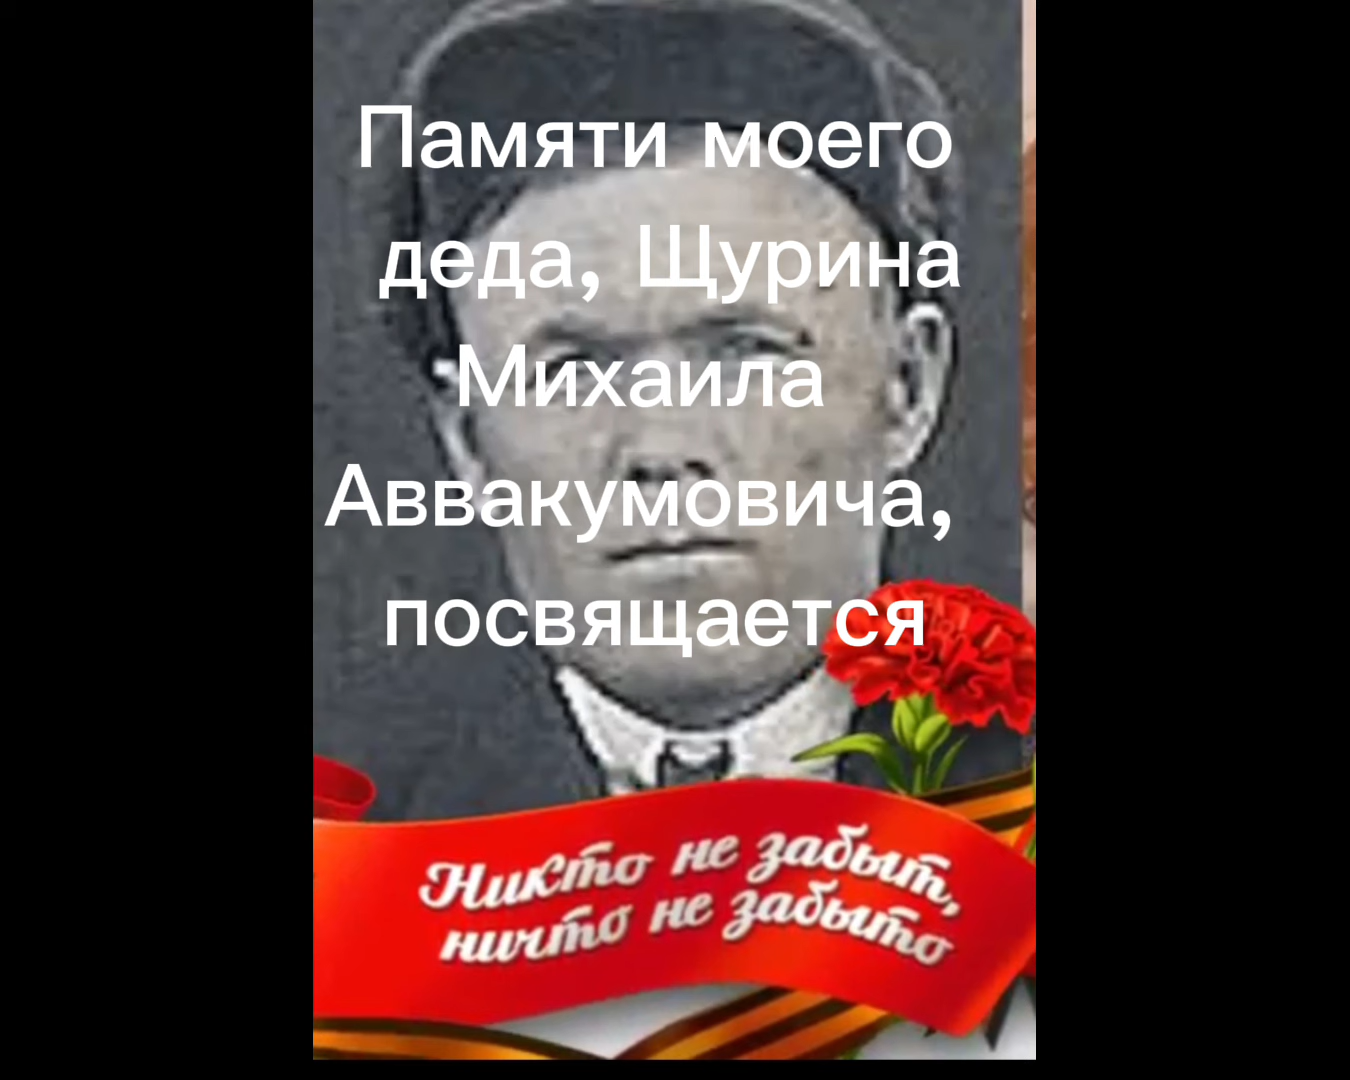 Памяти моего
деда, Щурина
Михаила
Аввакумовича,
посвящается
Никто не забыт,
ничто не забыто